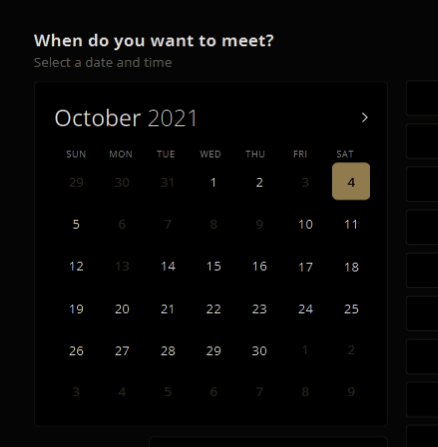 When do you want to meet?
Select a date and time
October 2021
SUN MON TUE WED THU FRI SAT
29 30 31 1 2 3 4
5 6 7 8 9 10 11
12 13 14 15 16 17 18
19 20 21 22 23 24 25
26 27 28 29 30 1 2
3 4 5 6 7 8 9